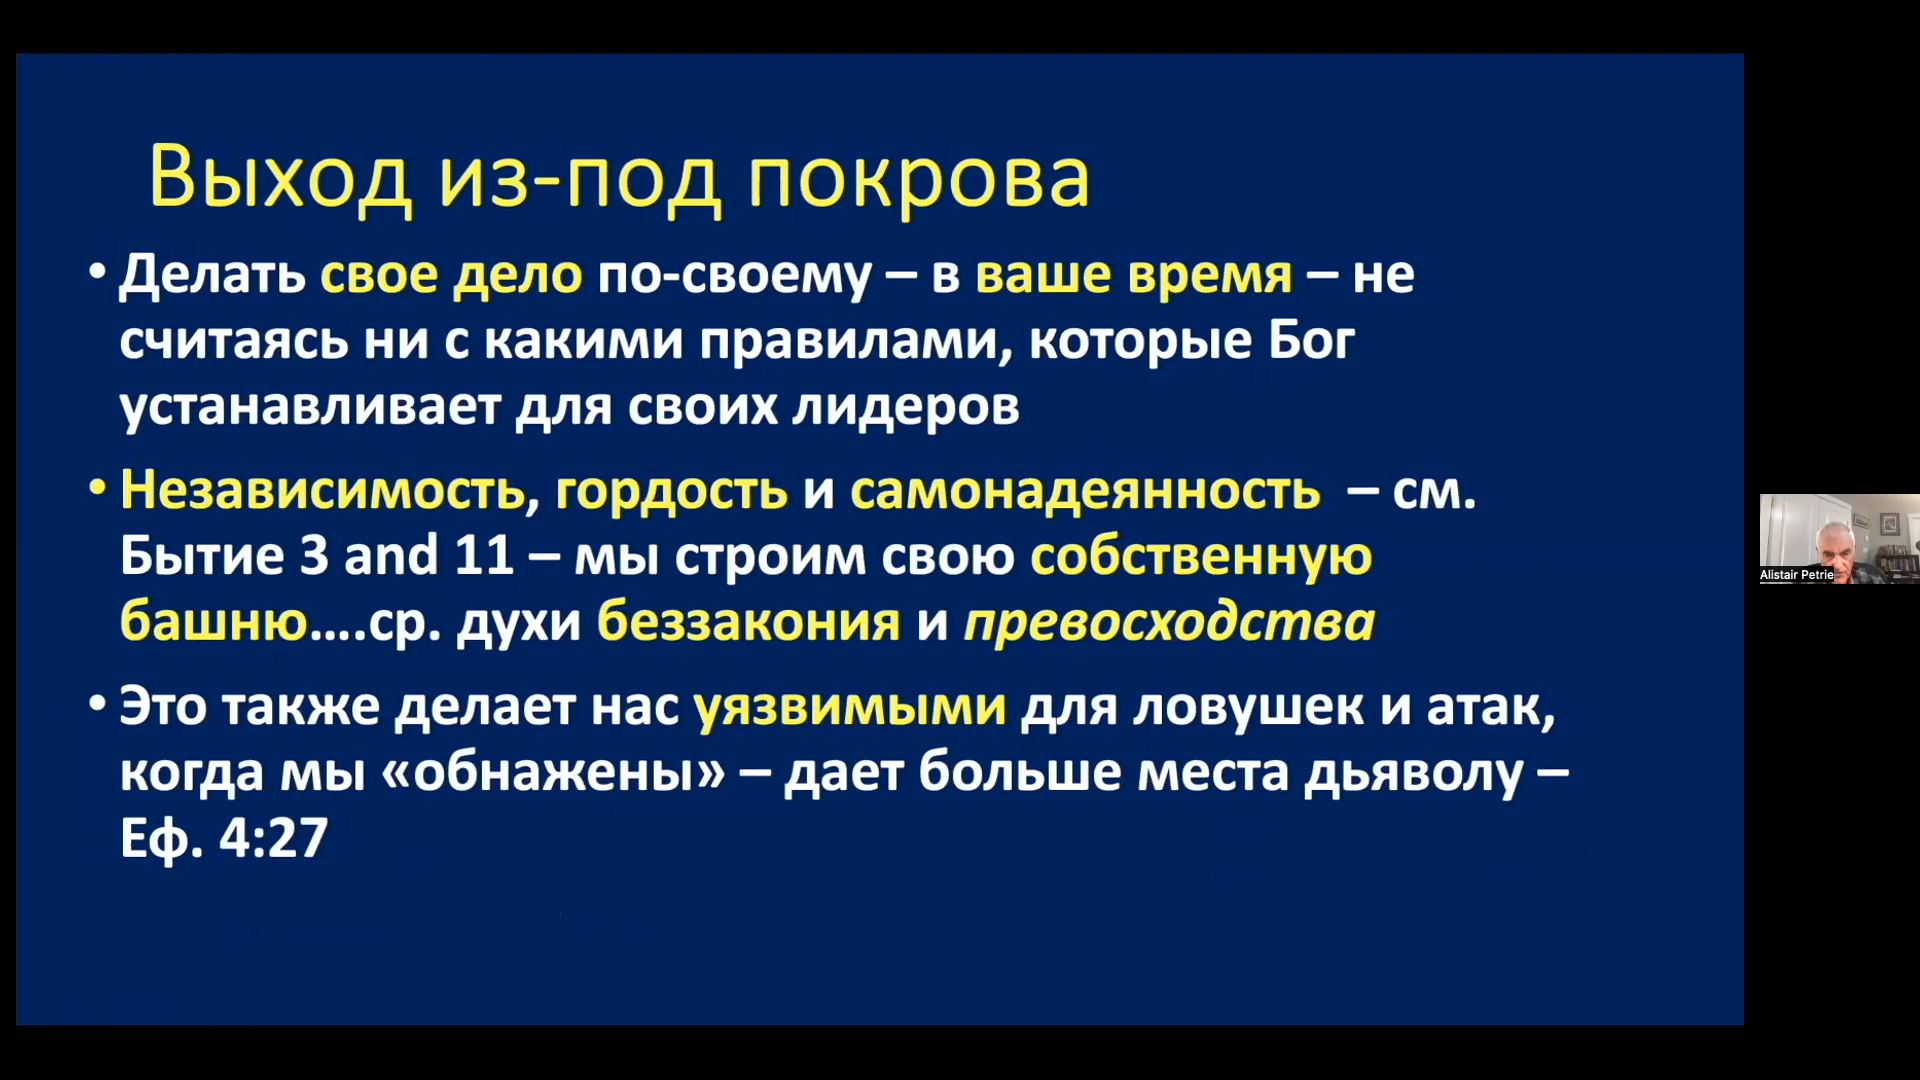 Выход из-под покрова
• Делать свое дело по-своему – в ваше время – не
считаясь ни с какими правилами, которые Бог
устанавливает для своих лидеров
• Независимость, гордость и самонадеянность – см.
Бытие 3 and 11 – мы строим свою собственную
башню….ср. духи беззакония и превосходства
• Это также делает нас уязвимыми для ловушек и атак,
когда мы «обнажены» – дает больше места дьяволу –
Еф. 4:27
Alistair Petrie